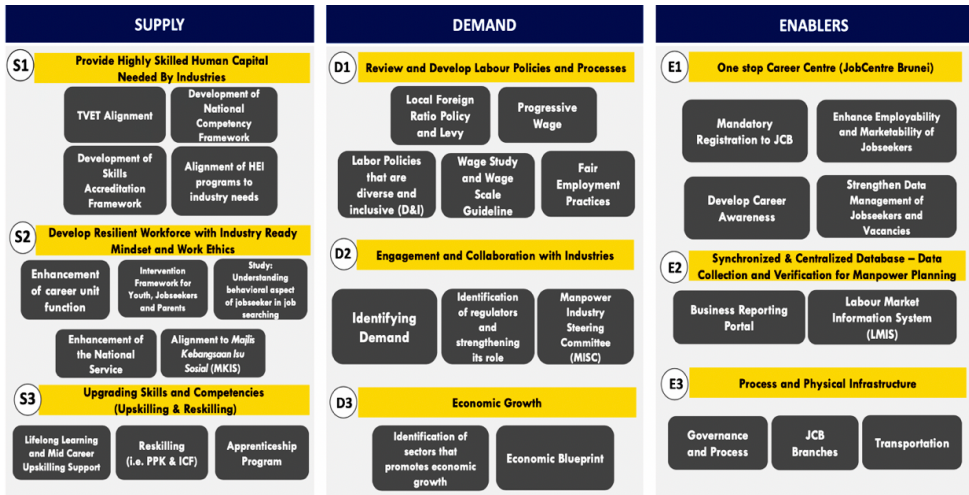 SUPPLY
S1
Provide Highly Skilled Human Capital
Needed By Industries
TVET Alignment
Development of
National
Competency
Framework
Development of
Skills
Accreditation
Framework
Alignment of HEI
programs to
industry needs
S2
Develop Resilient Workforce with Industry Ready
Mindset and Work Ethics
Enhancement
of career unit
function
Intervention
Framework for
Youth, Jobseekers
and Parents
Study:
Understanding
behavioral aspect
of jobseeker in job
searching
Enhancement of
the National
Service
Alignment to Majlis
Kebangsaan Isu
Sosial (MKIS)
S3
Upgrading Skills and Competencies
(Upskilling & Reskilling)
Lifelong Learning
and Mid Career
Upskilling Support
Reskilling
(i.e. PPK & ICF)
Apprenticeship
Program
DEMAND
D1
Review and Develop Labour Policies and Processes
Local Foreign
Ratio Policy
and Levy
Progressive
Wage
Labor Policies
that are
diverse and
inclusive (D&I)
Wage Study
and Wage
Scale
Guideline
Fair
Employment
Practices
D2
Engagement and Collaboration with Industries
Identifying
Demand
Identification
of regulators
and
strengthening
its role
Manpower
Industry
Steering
Committee
(MISC)
D3
Economic Growth
Identification of
sectors that
promotes economic
growth
Economic Blueprint
ENABLERS
E1
One stop Career Centre (JobCentre Brunei)
Mandatory
Registration to JCB
Enhance Employability
and Marketability of
Jobseekers
Develop Career
Awareness
Strengthen Data
Management of
Jobseekers and
Vacancies
E2
Synchronized & Centralized Database – Data
Collection and Verification for Manpower Planning
Business Reporting
Portal
Labour Market
Information System
(LMIS)
E3
Process and Physical Infrastructure
Governance
and Process
JCB
Branches
Transportation